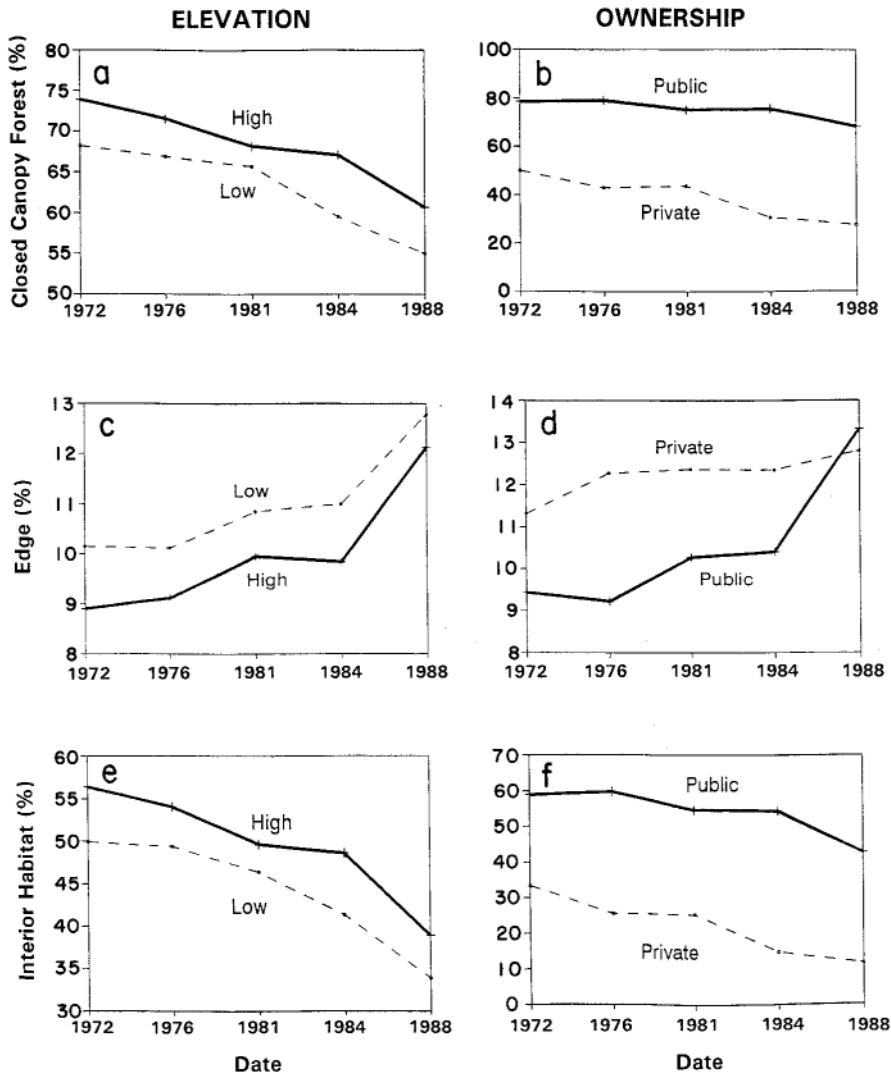 ELEVATION
OWNERSHIP
Closed Canopy Forest (%)
a
80
75
70
65
60
55
50
High
Low
1972 1976 1981 1984 1988
b
100
80
60
40
20
0
Public
Private
1972 1976 1981 1984 1988
Edge (%)
c
13
12
11
10
9
8
Low
High
1972 1976 1981 1984 1988
d
14
13
12
11
10
9
8
Private
Public
1972 1976 1981 1984 1988
Interior Habitat (%)
e
60
55
50
45
40
35
30
High
Low
1972 1976 1981 1984 1988
Date
f
70
60
50
40
30
20
10
0
Public
Private
1972 1976 1981 1984 1988
Date